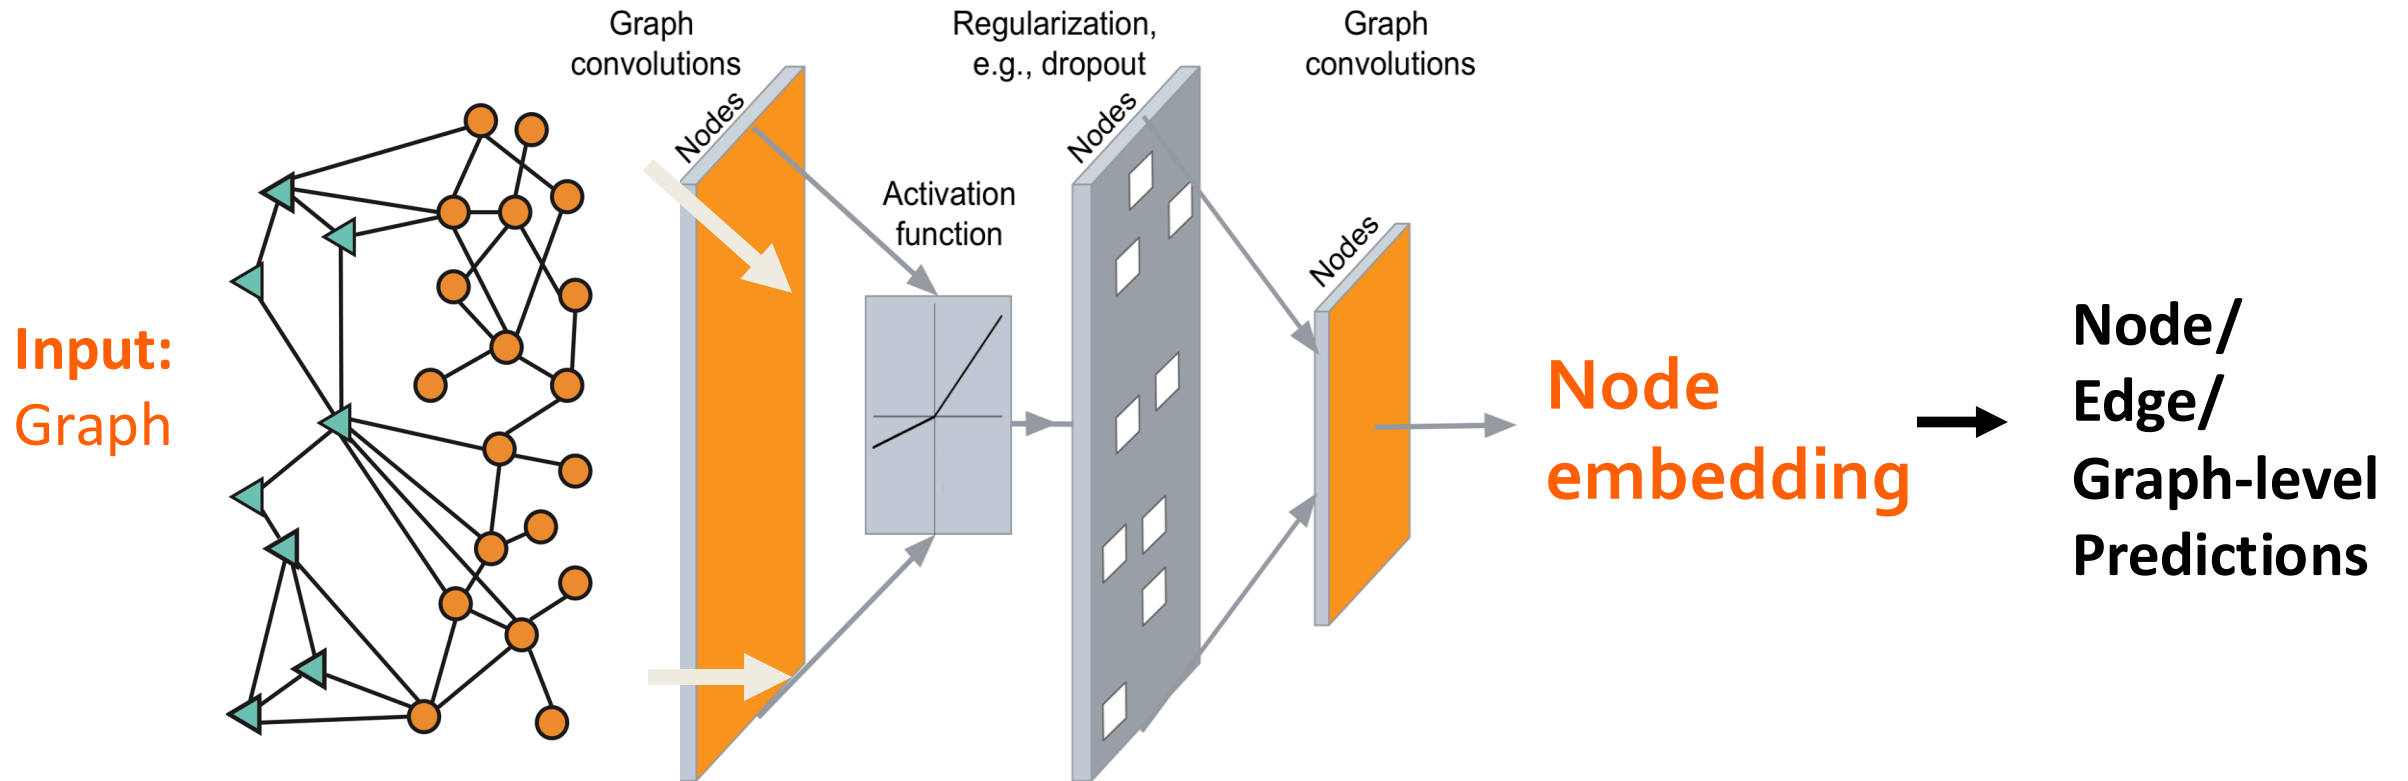 Input:
Graph
Graph
convolutions
Nodes
Activation
function
Regularization,
e.g., dropout
Nodes
Graph
convolutions
Nodes
Node
embedding
Node/
Edge/
Graph-level
Predictions